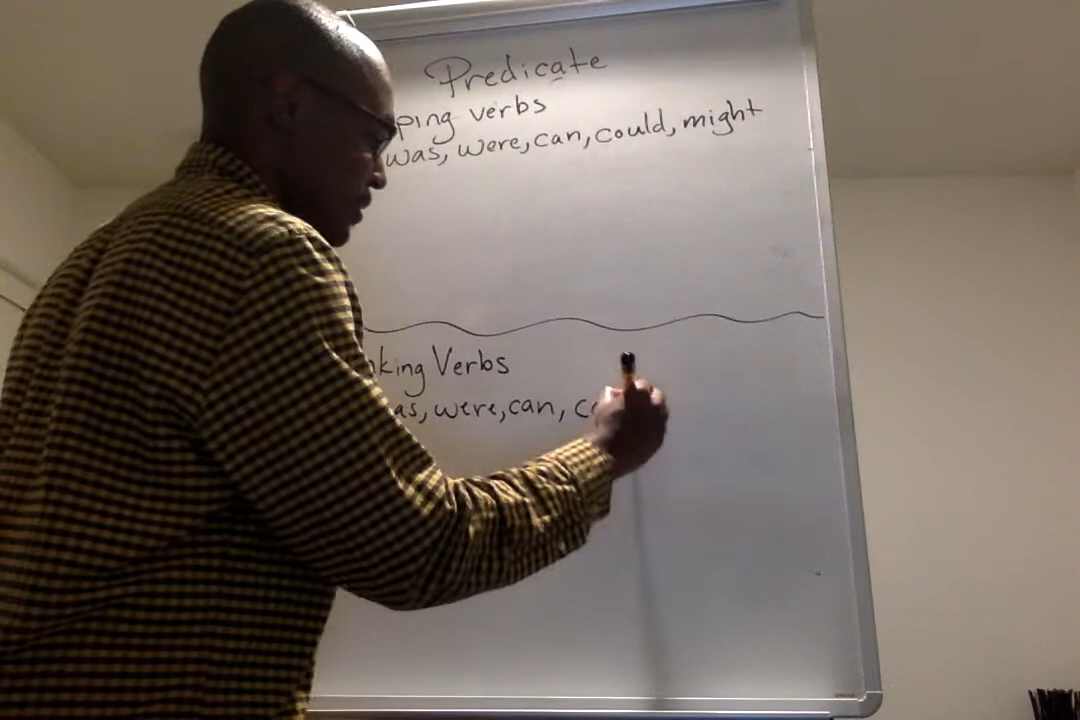 Predicate
ping verbs
was, were, can, could, might
king Verbs
as, were, can, c